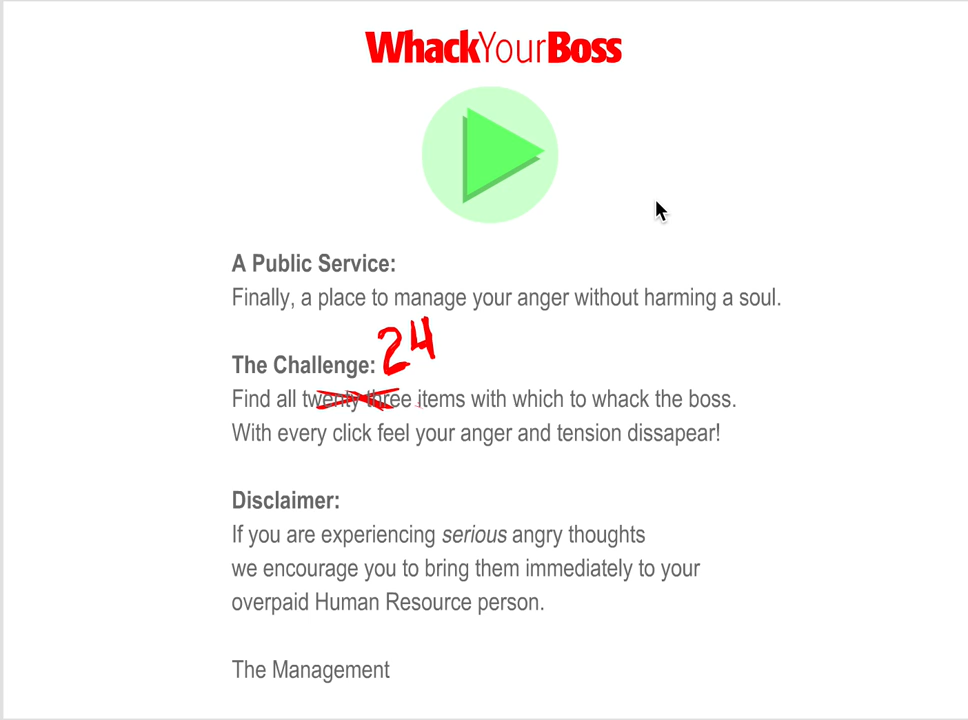 WhackYourBoss
A Public Service:
Finally, a place to manage your anger without harming a soul.
24
The Challenge:
Find all twenty three items with which to whack the boss.
With every click feel your anger and tension dissapear!
Disclaimer:
If you are experiencing serious angry thoughts
we encourage you to bring them immediately to your
overpaid Human Resource person.
The Management